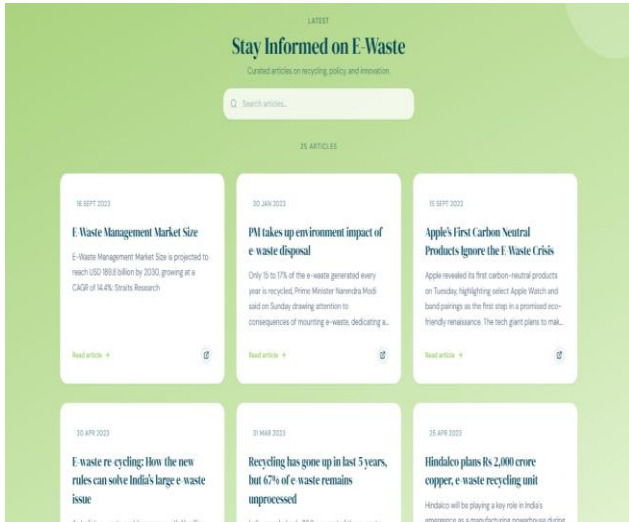 LATEST
Stay Informed on E-Waste
Curated articles on recycling, policy, and innovation.
Search articles...
25 ARTICLES
16 SEPT 2023
E-Waste Management Market Size
E-Waste Management Market Size is projected to
reach USD 189.8 billion by 2030, growing at a
CAGR of 14.4%: Straits Research
Read article →
30 JAN 2023
PM takes up environment impact of
e-waste disposal
Only 15 to 17% of the e-waste generated every
year is recycled, Prime Minister Narendra Modi
said on Sunday drawing attention to
consequences of mounting e-waste, dedicating a...
Read article →
15 SEPT 2023
Apple's First Carbon Neutral
Products Ignore the E-Waste Crisis
Apple revealed its first carbon-neutral products
on Tuesday, highlighting select Apple Watch and
band pairings as the first step in a promised eco-
friendly renaissance. The tech giant plans to mak...
Read article →
30 APR 2023
E-waste re-cycling: How the new
rules can solve India's large e-waste
issue
31 MAR 2023
Recycling has gone up in last 5 years,
but 67% of e-waste remains
unprocessed
25 APR 2023
Hindalco plans Rs 2,000 crore
copper, e-waste recycling unit
Hindalco will be playing a key role in India's
emergence as a manufacturing powerhouse during